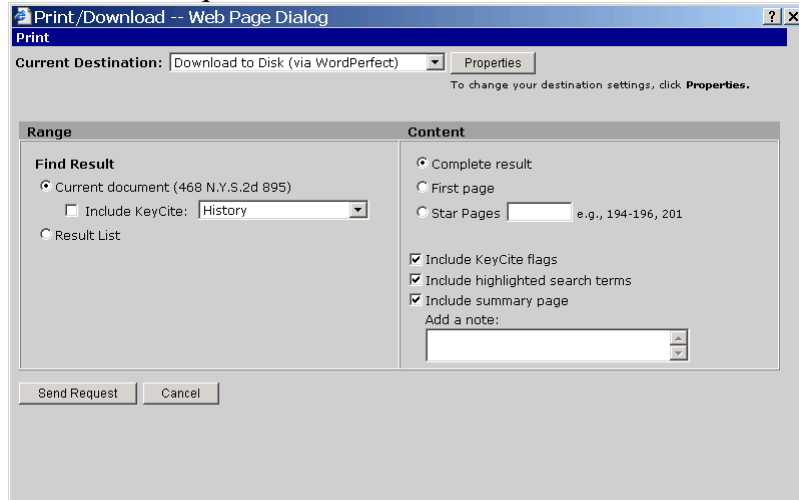 Print/Download -- Web Page Dialog
Print
Current Destination: Download to Disk (via WordPerfect) Properties
To change your destination settings, click Properties.
Range
Content
Find Result
Current document (468 N.Y.S.2d 895)
Include KeyCite: History
Result List
Complete result
First page
Star Pages e.g., 194-196, 201
Include KeyCite flags
Include highlighted search terms
Include summary page
Add a note:
Send Request Cancel